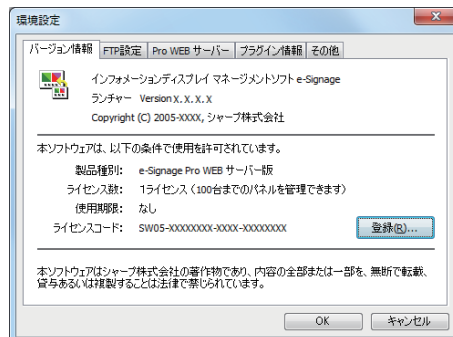 環境設定
バージョン情報 FTP設定 Pro WEB サーバー プラグイン情報 その他
インフォメーションディスプレイ マネージメントソフト e-Signage
ランチャー Version X. X. X. X
Copyright (C) 2005-XXXX, シャープ株式会社
本ソフトウェアは、以下の条件で使用を許可されています。
製品種別: e-Signage Pro WEB サーバー版
ライセンス数: 1ライセンス (100台までのパネルを管理できます)
使用期限: なし
ライセンスコード: SW05-XXXXXXXX-XXXX-XXXXXXXX 登録(R)...
本ソフトウェアはシャープ株式会社の著作物であり、内容の全部または一部を、無断で転載、
貸与あるいは複製することは法律で禁じられています。
OK キャンセル